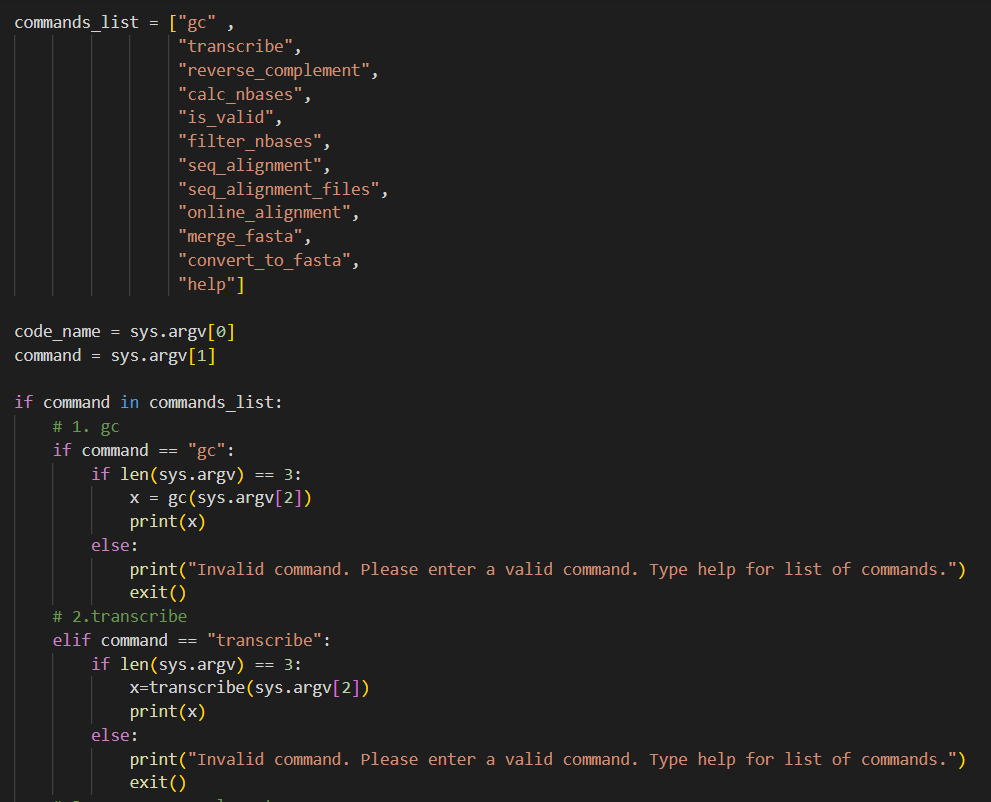 commands_list = ["gc" ,
"transcribe",
"reverse_complement",
"calc_nbases",
"is_valid",
"filter_nbases",
"seq_alignment",
"seq_alignment_files",
"online_alignment",
"merge_fasta",
"convert_to_fasta",
"help"]
code_name = sys.argv[0]
command = sys.argv[1]
if command in commands_list:
# 1. gc
if command == "gc":
if len(sys.argv) == 3:
x = gc(sys.argv[2])
print(x)
else:
print("Invalid command. Please enter a valid command. Type help for list of commands.")
exit()
# 2.transcribe
elif command == "transcribe":
if len(sys.argv) == 3:
x=transcribe(sys.argv[2])
print(x)
else:
print("Invalid command. Please enter a valid command. Type help for list of commands.")
exit()